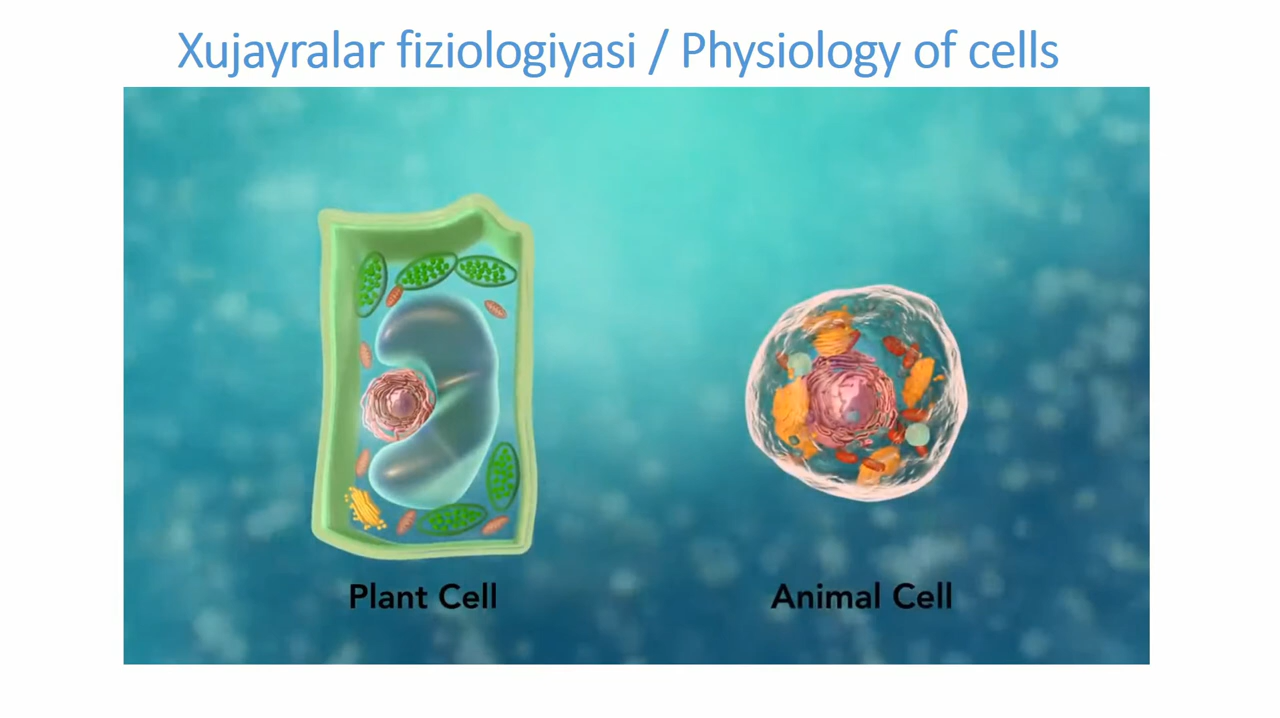 Xujayralar fiziologiyasi / Physiology of cells
Plant Cell
Animal Cell